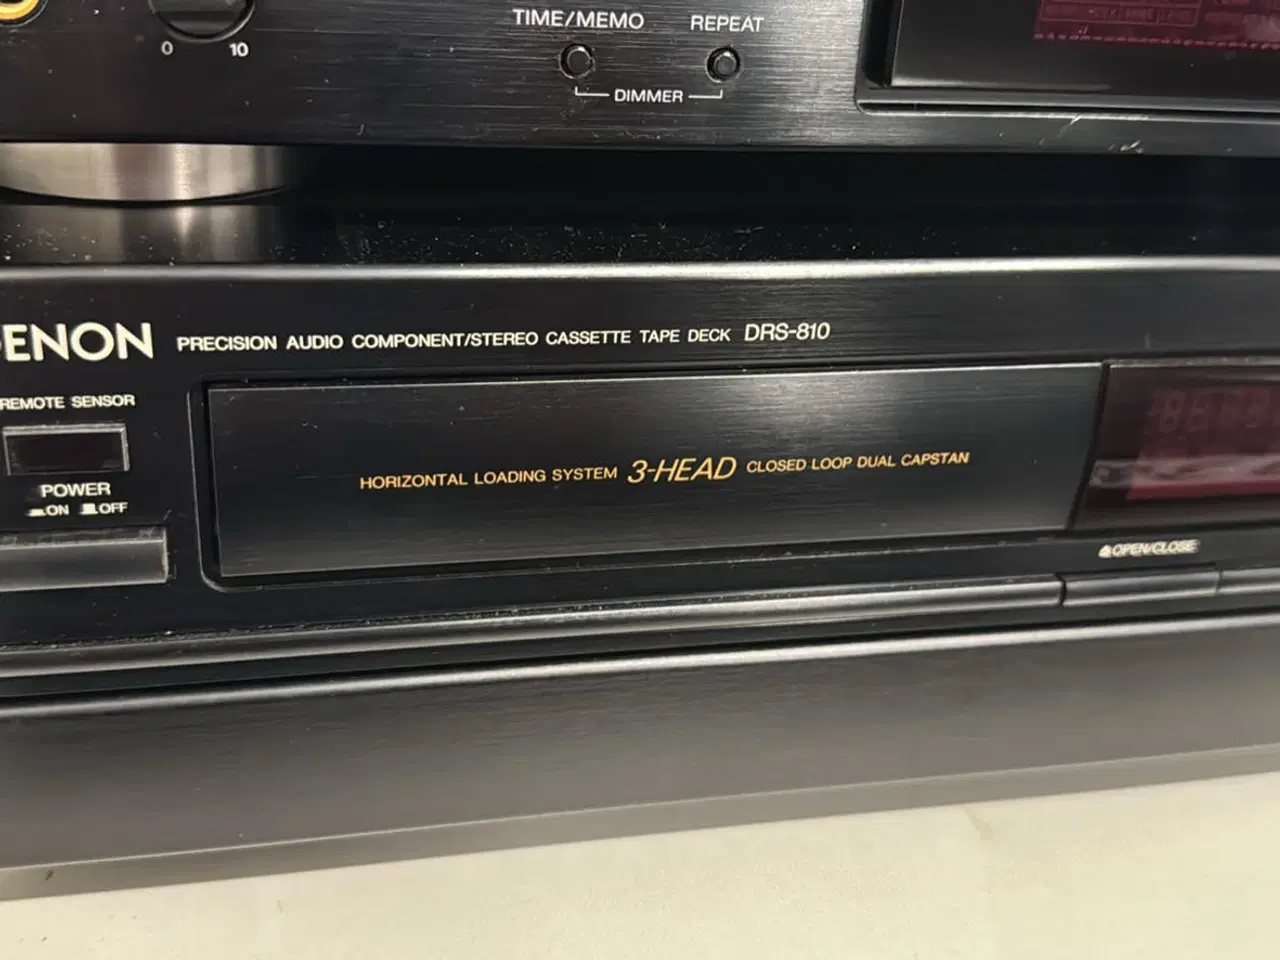 TIME/MEMO REPEAT
0 10
DIMMER
ENON PRECISION AUDIO COMPONENT/STEREO CASSETTE TAPE DECK DRS-810
REMOTE SENSOR
HORIZONTAL LOADING SYSTEM 3-HEAD CLOSED LOOP DUAL CAPSTAN
POWER
ON OFF
OPEN/CLOSE